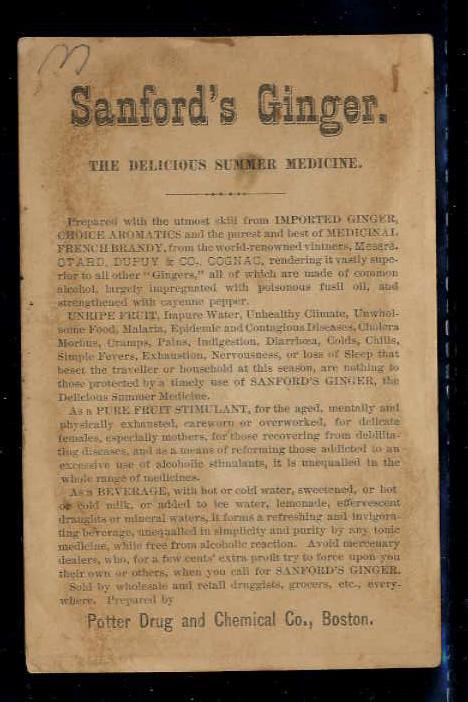 Sanford's Ginger.
THE DELICIOUS SUMMER MEDICINE.
Prepared with the utmost skill from IMPORTED GINGER,
CHOICE AROMATICS and the purest and best of MEDICINAL
FRENCH BRANDY, from the world-renowned vintners, Messrs.
OTARD, DUPUY & CO., COGNAC, rendering it vastly supe-
rior to all other "Gingers," all of which are made of common
alcohol, largely impregnated with poisonous fusil oil, and
strengthened with cayenne pepper.
UNRIPE FRUIT, Impure Water, Unhealthy Climate, Unwhol-
some Food, Malaria, Epidemic and Contagious Diseases, Cholera
Morbus, Cramps, Pains, Indigestion, Diarrhœa, Colds, Chills,
Simple Fevers, Exhaustion, Nervousness, or loss of Sleep that
beset the traveller or household at this season, are nothing to
those protected by a timely use of SANFORD'S GINGER, the
Delicious Summer Medicine.
As a PURE FRUIT STIMULANT, for the aged, mentally and
physically exhausted, careworn or overworked, for delicate
females, especially mothers, for those recovering from debilita-
ting diseases, and as a means of reforming those addicted to an
excessive use of alcoholic stimulants, it is unequalled in the
whole range of medicines.
As a BEVERAGE, with hot or cold water, sweetened, or hot
or cold milk, or added to ice water, lemonade, effervescent
draughts or mineral waters, it forms a refreshing and invigora-
ting beverage, unequalled in simplicity and purity by any tonic
medicine, while free from alcoholic reaction. Avoid mercenary
dealers, who, for a few cents' extra profit try to force upon you
their own or others, when you call for SANFORD'S GINGER.
Sold by wholesale and retail druggists, grocers, etc., every-
where. Prepared by
Potter Drug and Chemical Co., Boston.